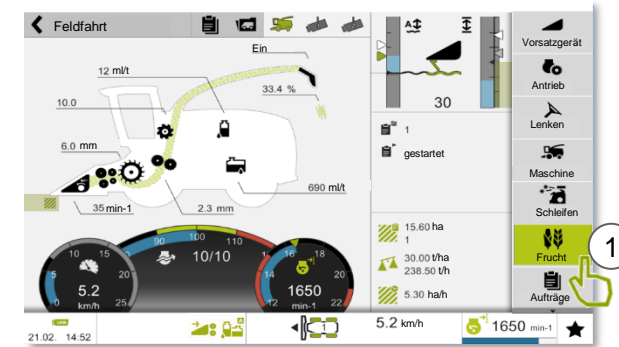 Feldfahrt
Ein
12 ml/t
33.4 %
10.0
6.0 mm
690 ml/t
35 min-1
2.3 mm
90 100 110
10/10
5 10 15 20 25
0
5.2
km/h
12 14 16 18 20 22
1650
min-1
A
30
1
gestartet
15.60 ha
1
30.00 t/ha
238.50 t/h
5.30 ha/h
Vorsatzgerät
Antrieb
Lenken
Maschine
Schleifen
Frucht
1
Aufträge
21.02. 14:52
1
5.2 km/h
1650 min-1